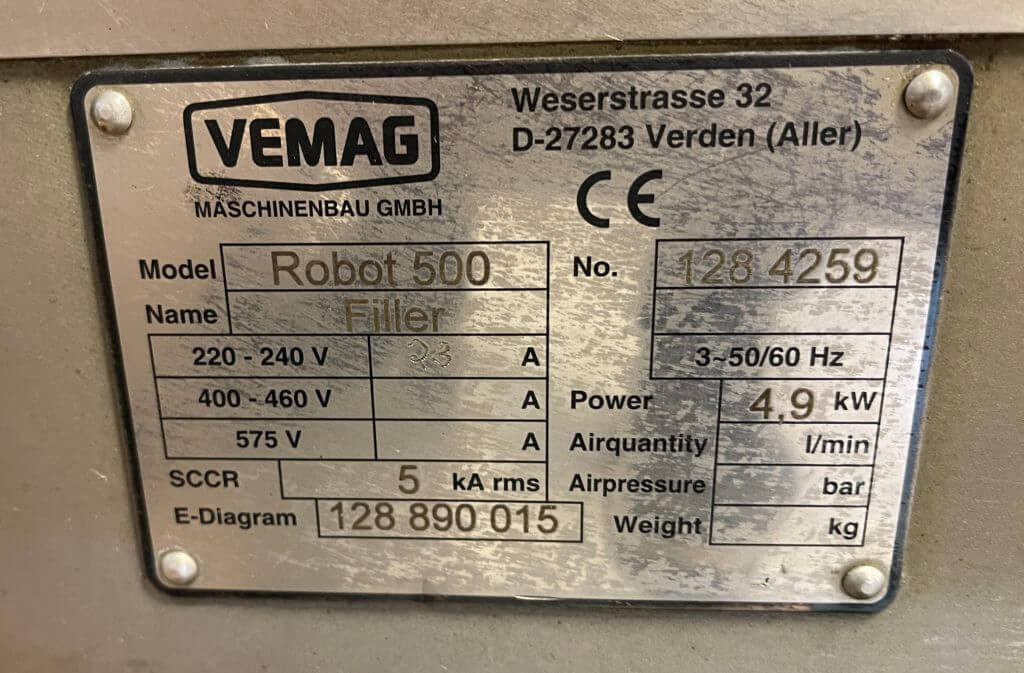 VEMAG
MASCHINENBAU GMBH
Weserstrasse 32
D-27283 Verden (Aller)
CE
Model Robot 500 No. 128 4259
Name Filler
220 - 240 V 23 A 3~50/60 Hz
400 - 460 V A Power 4,9 kW
575 V A Airquantity l/min
SCCR 5 kA rms Airpressure bar
E-Diagram 128 890 015 Weight kg